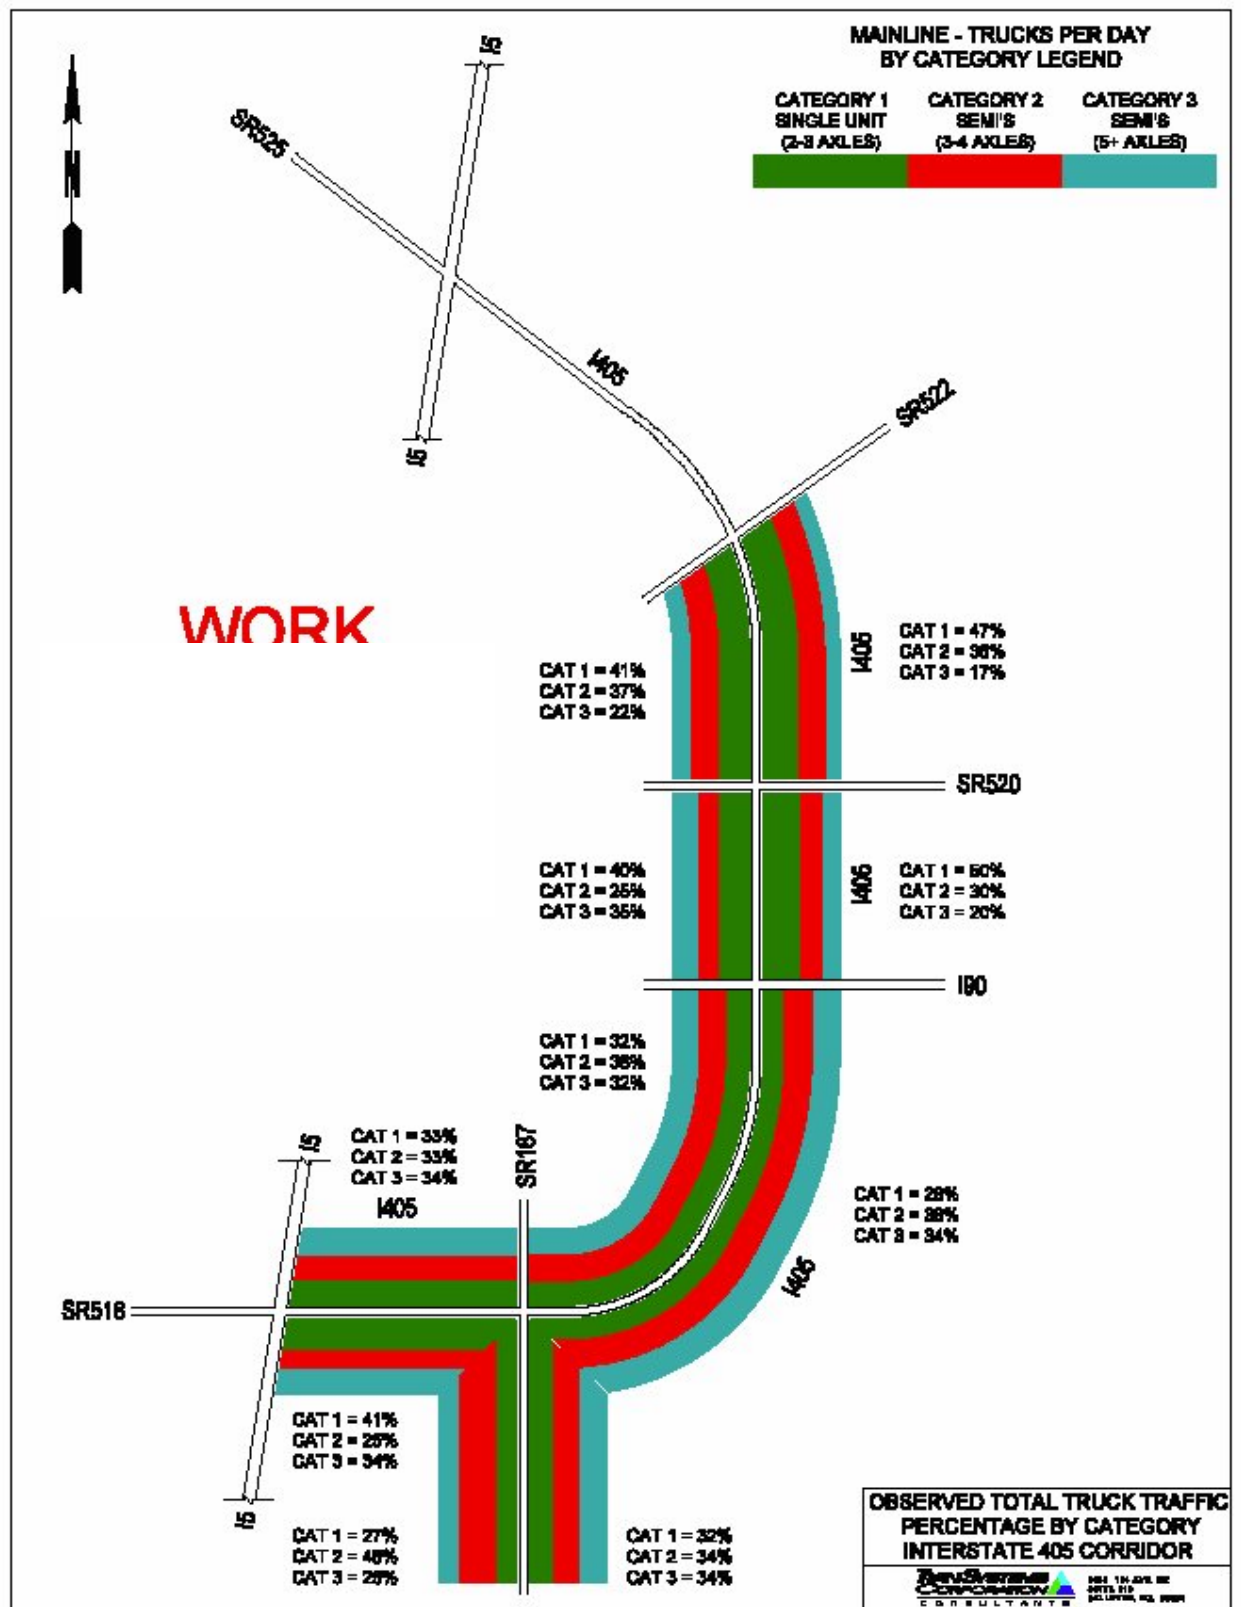 MAINLINE - TRUCKS PER DAY
BY CATEGORY LEGEND
CATEGORY 1
SINGLE UNIT
(2-3 AXLES)
CATEGORY 2
SEMI'S
(3-4 AXLES)
CATEGORY 3
SEMI'S
(5+ AXLES)
N
I5
SR525
I405
SR522
I5
WORK
CAT 1 = 41%
CAT 2 = 37%
CAT 3 = 22%
I405
CAT 1 = 47%
CAT 2 = 36%
CAT 3 = 17%
SR520
CAT 1 = 40%
CAT 2 = 25%
CAT 3 = 35%
I405
CAT 1 = 50%
CAT 2 = 30%
CAT 3 = 20%
I90
CAT 1 = 32%
CAT 2 = 36%
CAT 3 = 32%
I5
CAT 1 = 33%
CAT 2 = 33%
CAT 3 = 34%
I405
SR167
CAT 1 =
CAT 2 =
CAT 3 = 34%
I405
SR518
CAT 1 = 41%
CAT 2 = 25%
CAT 3 = 34%
I5
CAT 1 = 27%
CAT 2 =
CAT 3 =
CAT 1 = 32%
CAT 2 = 34%
CAT 3 = 34%
OBSERVED TOTAL TRUCK TRAFFIC
PERCENTAGE BY CATEGORY
INTERSTATE 405 CORRIDOR
TRANSYSTEMS
CORPORATION
CONSULTANTS